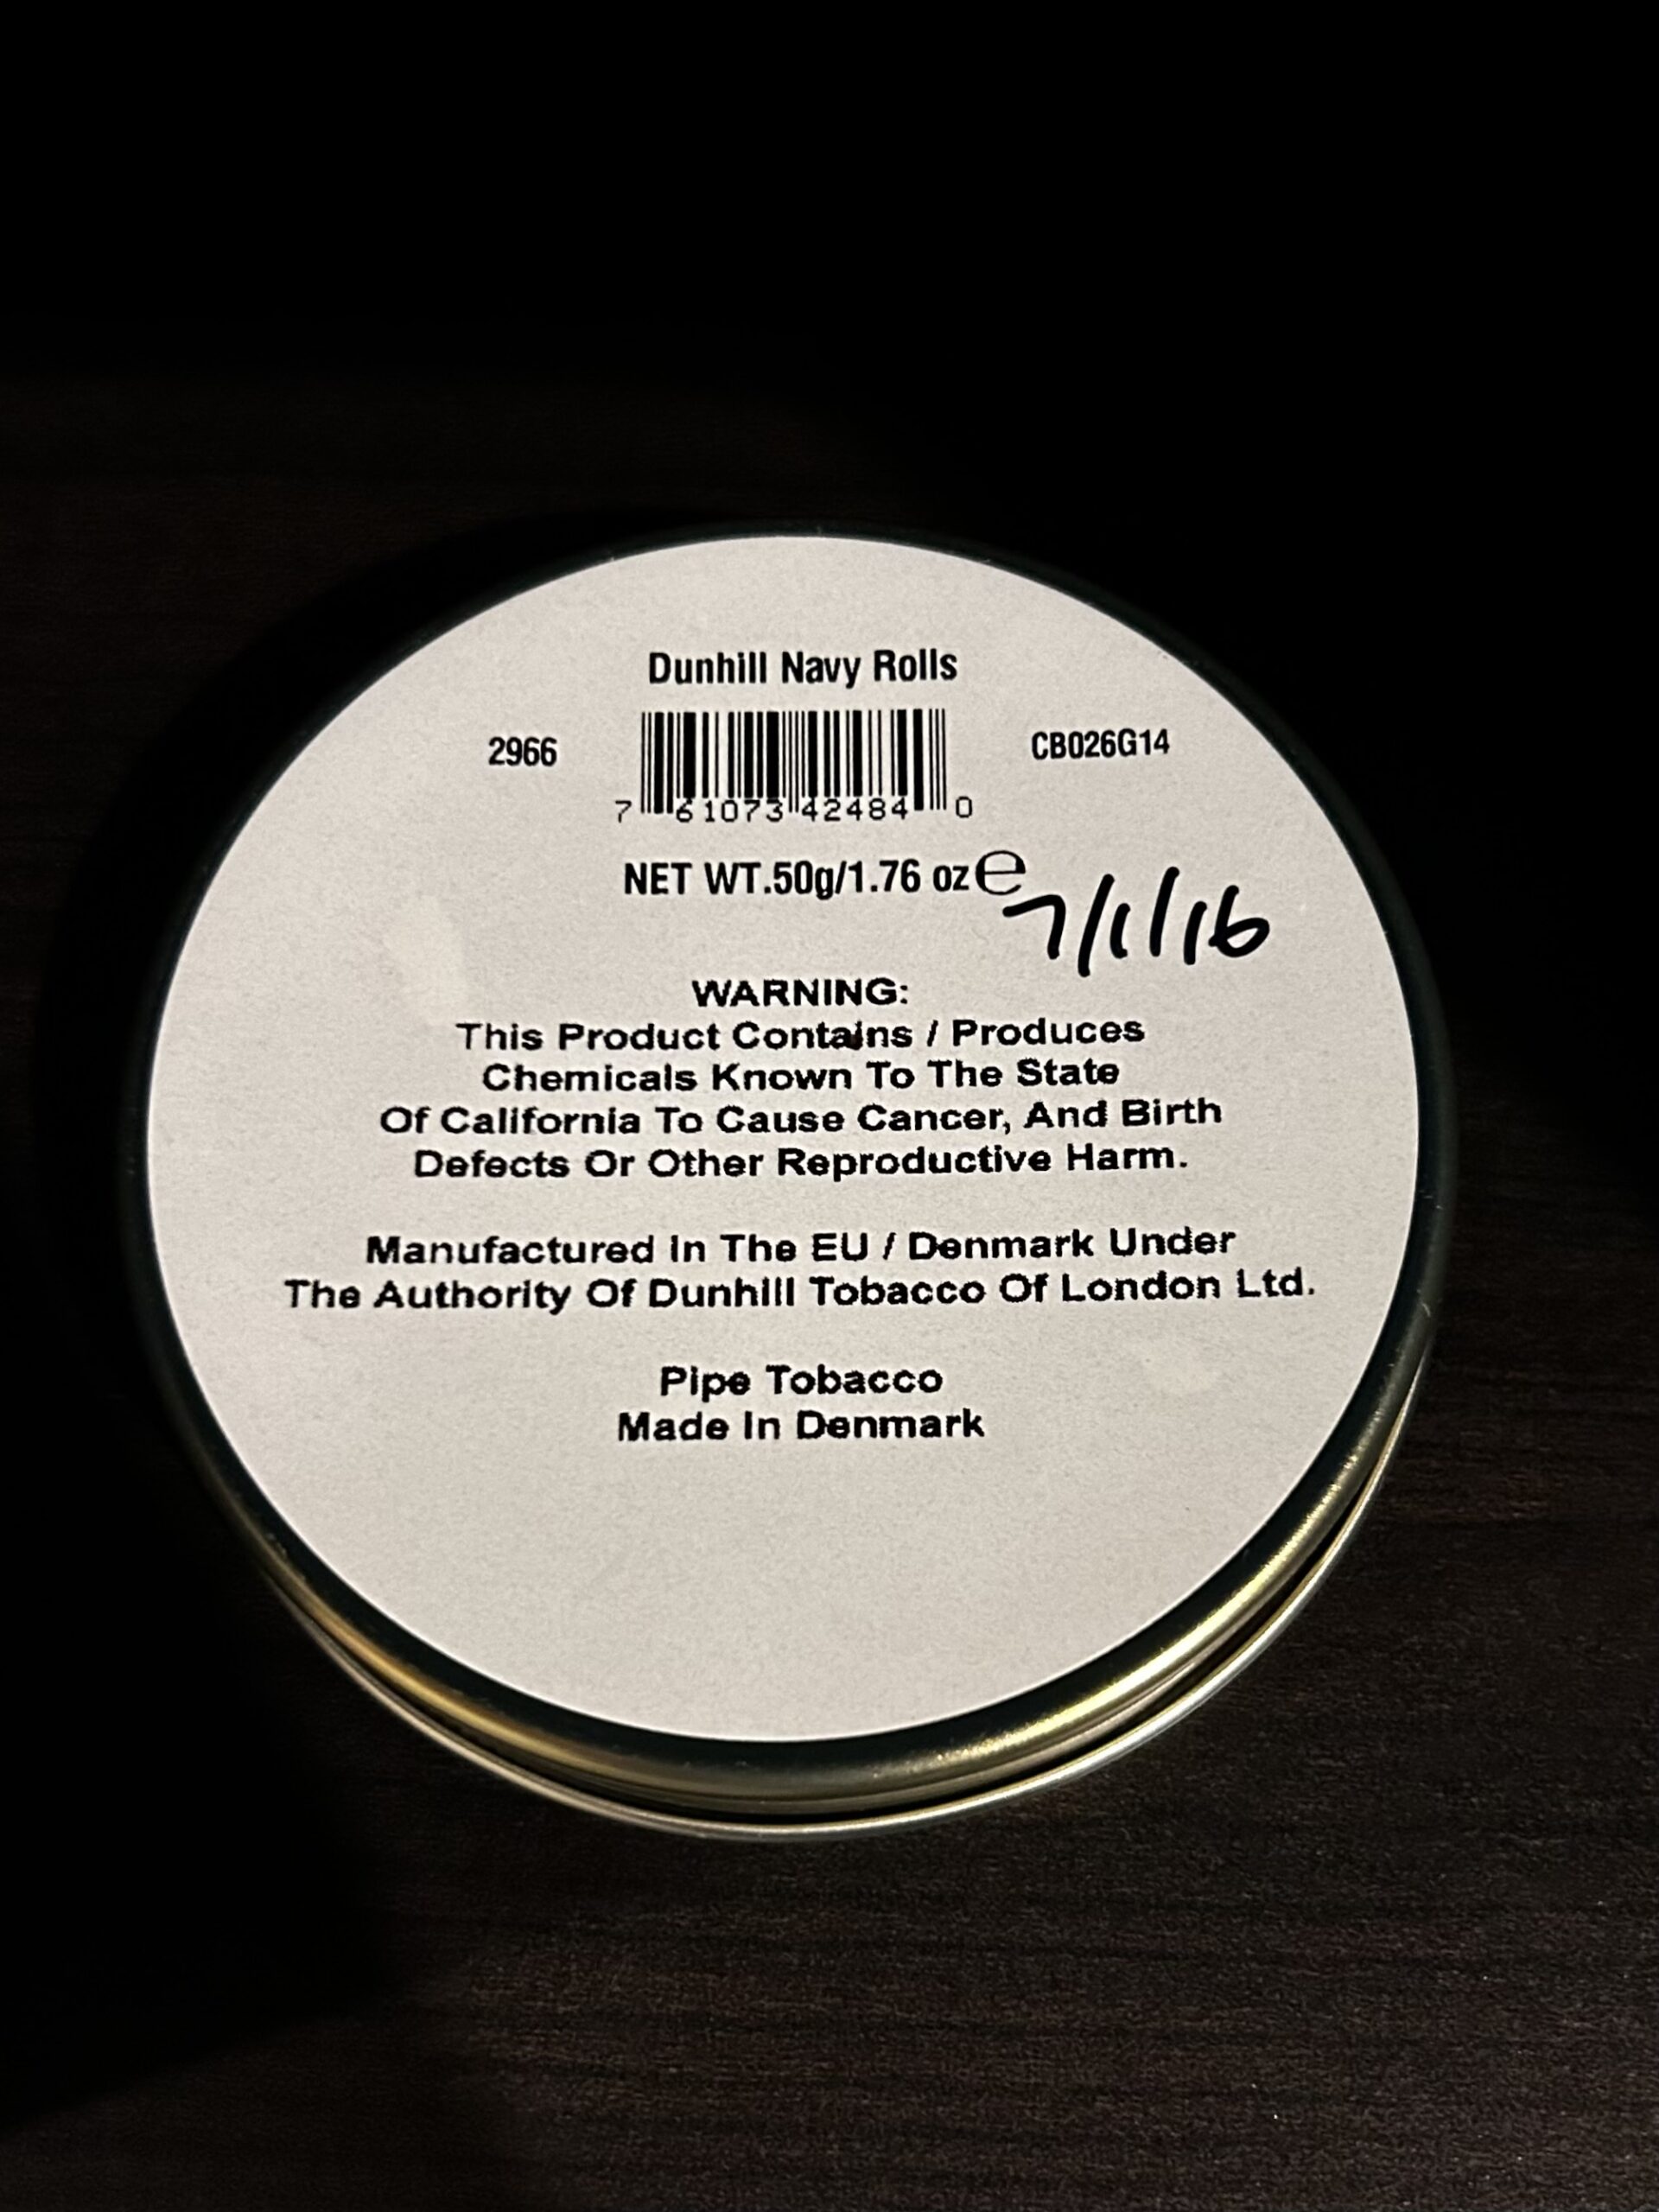 Dunhill Navy Rolls
2966
CB026G14
7 61073 42484 0
NET WT.50g/1.76 oz e
7/1/16
WARNING:
This Product Contains / Produces
Chemicals Known To The State
Of California To Cause Cancer, And Birth
Defects Or Other Reproductive Harm.
Manufactured In The EU / Denmark Under
The Authority Of Dunhill Tobacco Of London Ltd.
Pipe Tobacco
Made In Denmark